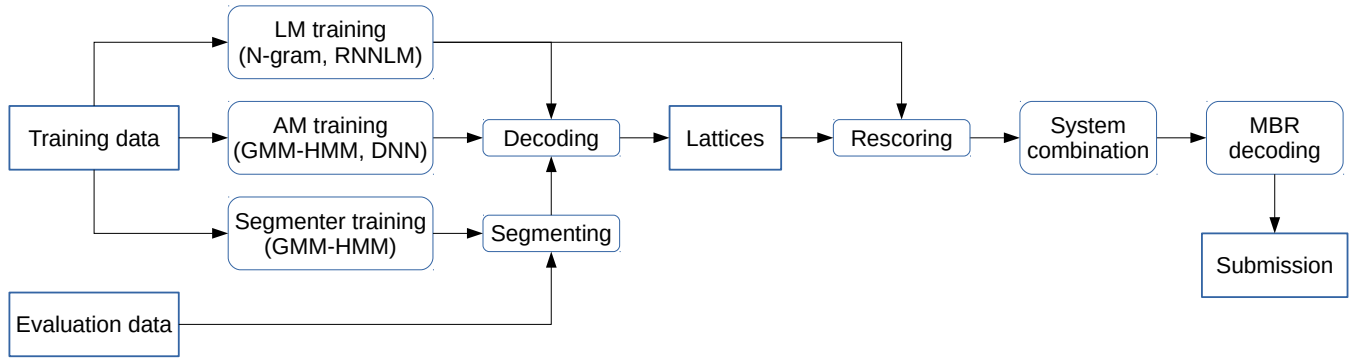 LM training
(N-gram, RNNLM)
Training data
AM training
(GMM-HMM, DNN)
Decoding
Lattices
Rescoring
System
combination
MBR
decoding
Segmenter training
(GMM-HMM)
Segmenting
Submission
Evaluation data